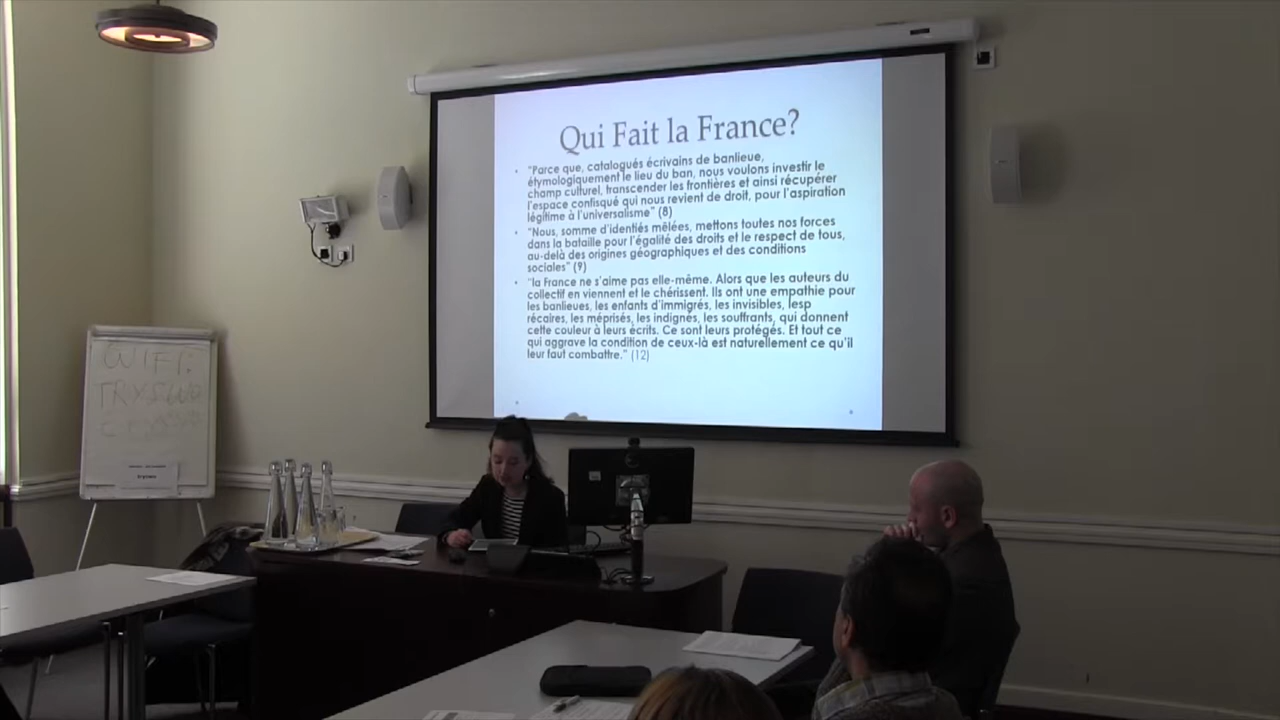 Qui Fait la France?
• "Parce que, catalogués écrivains de banlieue,
étymologiquement le lieu du ban, nous voulons investir le
champ culturel, transcender les frontières et ainsi récupérer
l'espace confisqué qui nous revient de droit, pour l'aspiration
légitime à l'universalisme" (8)
• "Nous, somme d'identiés mêlées, mettons toutes nos forces
dans la bataille pour l'égalité des droits et le respect de tous,
au-delà des origines géographiques et des conditions
sociales" (9)
• "la France ne s'aime pas elle-même. Alors que les auteurs du
collectif en viennent et le chérissent. Ils ont une empathie pour
les banlieues, les enfants d'immigrés, les invisibles, lesp
récaires, les méprisés, les indignés, les souffrants, qui donnent
cette couleur à leurs écrits. Ce sont leurs protégés. Et tout ce
qui aggrave la condition de ceux-là est naturellement ce qu'il
leur faut combattre." (12)
WIFI: